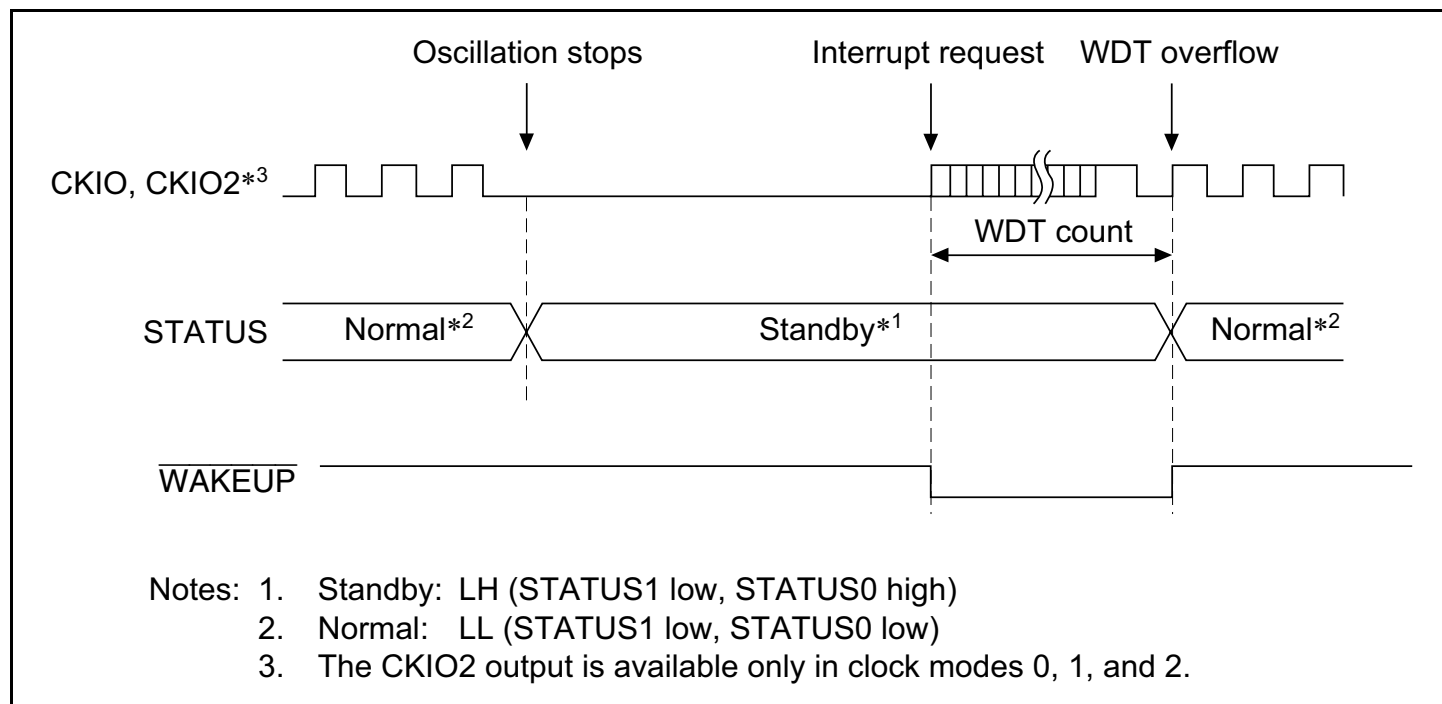 Oscillation stops Interrupt request WDT overflow
CKIO, CKIO2*3
WDT count
STATUS Normal*2 Standby*1 Normal*2
WAKEUP
Notes: 1. Standby: LH (STATUS1 low, STATUS0 high)
2. Normal: LL (STATUS1 low, STATUS0 low)
3. The CKIO2 output is available only in clock modes 0, 1, and 2.